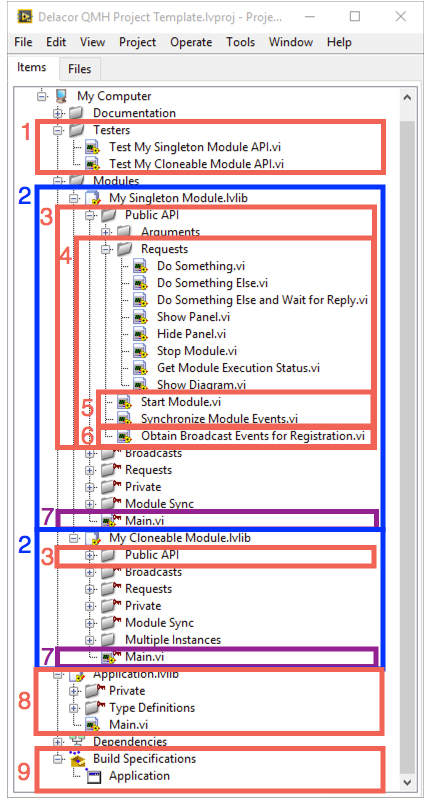 Delacor QMH Project Template.lvproj - Proje...
File Edit View Project Operate Tools Window Help
Items Files
My Computer
Documentation
1 Testers
Test My Singleton Module API.vi
Test My Cloneable Module API.vi
Modules
2 My Singleton Module.lvlib
3 Public API
Arguments
4 Requests
Do Something.vi
Do Something Else.vi
Do Something Else and Wait for Reply.vi
Show Panel.vi
Hide Panel.vi
Stop Module.vi
Get Module Execution Status.vi
Show Diagram.vi
5 Start Module.vi
Synchronize Module Events.vi
6 Obtain Broadcast Events for Registration.vi
Broadcasts
Requests
Private
Module Sync
7 Main.vi
2 My Cloneable Module.lvlib
3 Public API
Broadcasts
Requests
Private
Module Sync
Multiple Instances
7 Main.vi
Application.lvlib
8 Private
Type Definitions
Main.vi
Dependencies
Build Specifications
9 Application